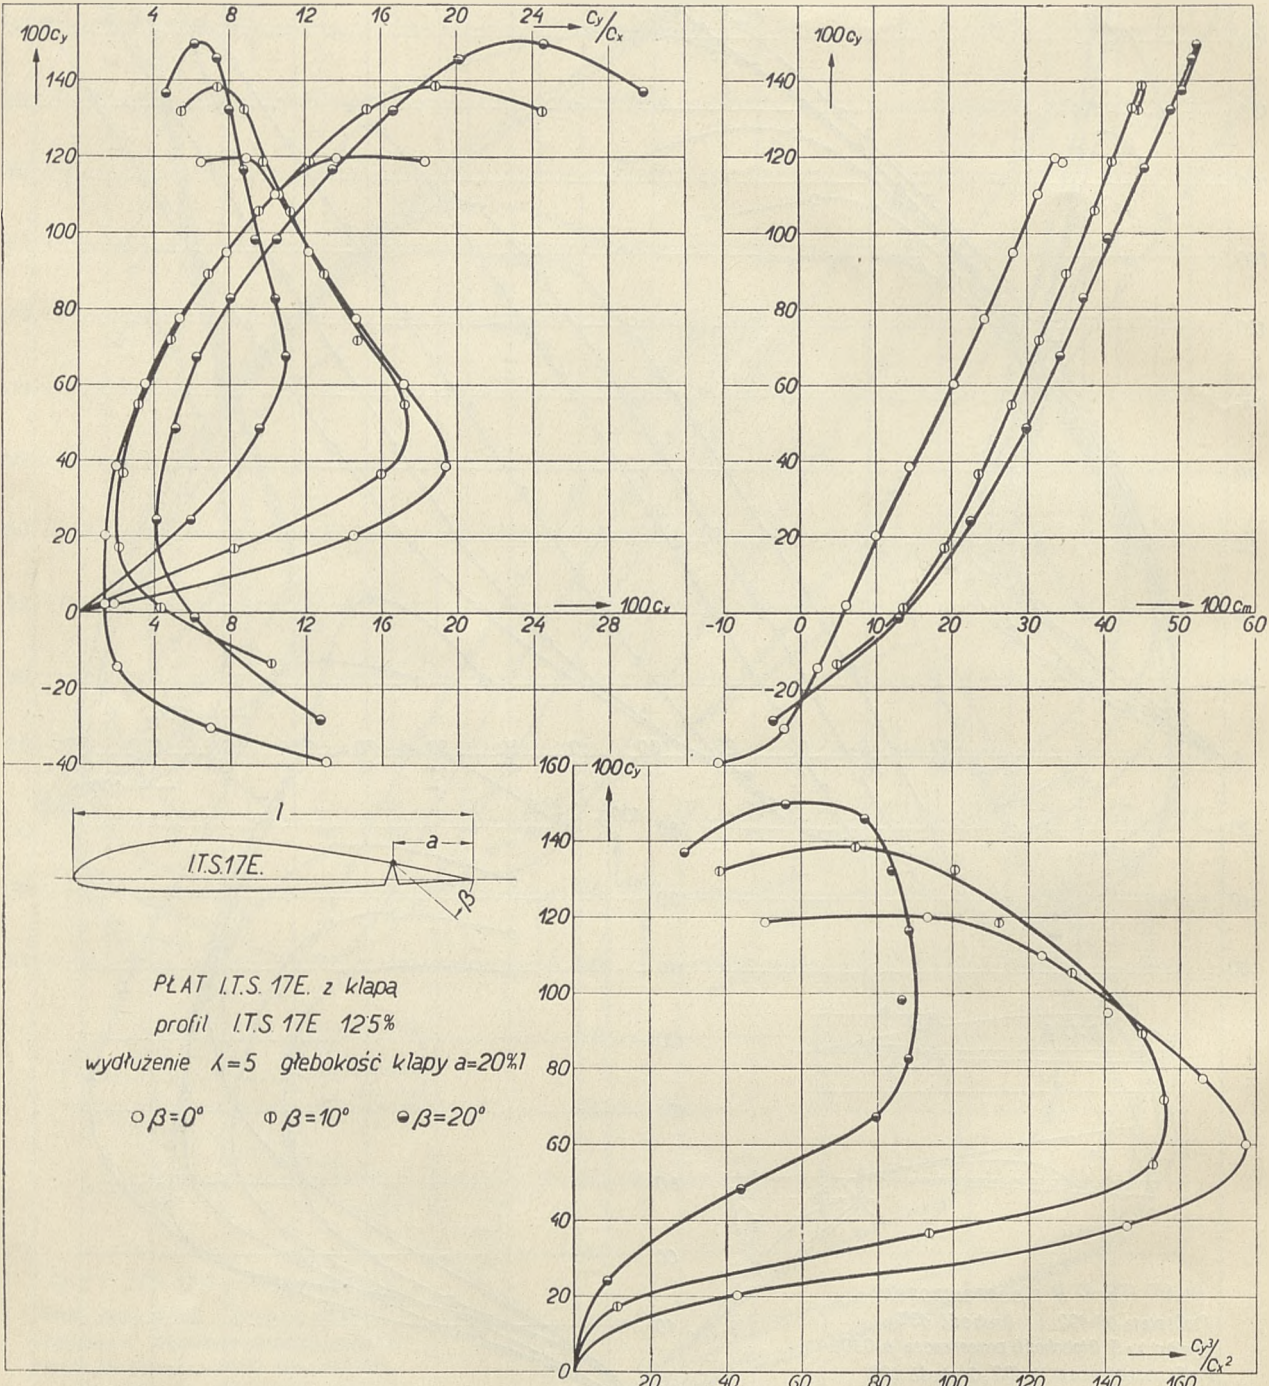 4 8 12 16 20 24 Cy/Cx
100Cy
140
120
100
80
60
40
20
0
-20
-40
4 8 12 16 20 24 28
100Cx
100Cy
140
120
100
80
60
40
20
-20
-10 0 10 20 30 40 50 60
100Cm
l
a
I.T.S.17E.
β
PŁAT I.T.S. 17E. z klapą
profil I.T.S 17E 12'5%
wydłużenie λ=5 głebokość klapy a=20%l
β=0° β=10° β=20°
160 100Cy
140
120
100
80
60
40
20
0
Cy³/Cx²
20 40 60 80 100 120 140 160